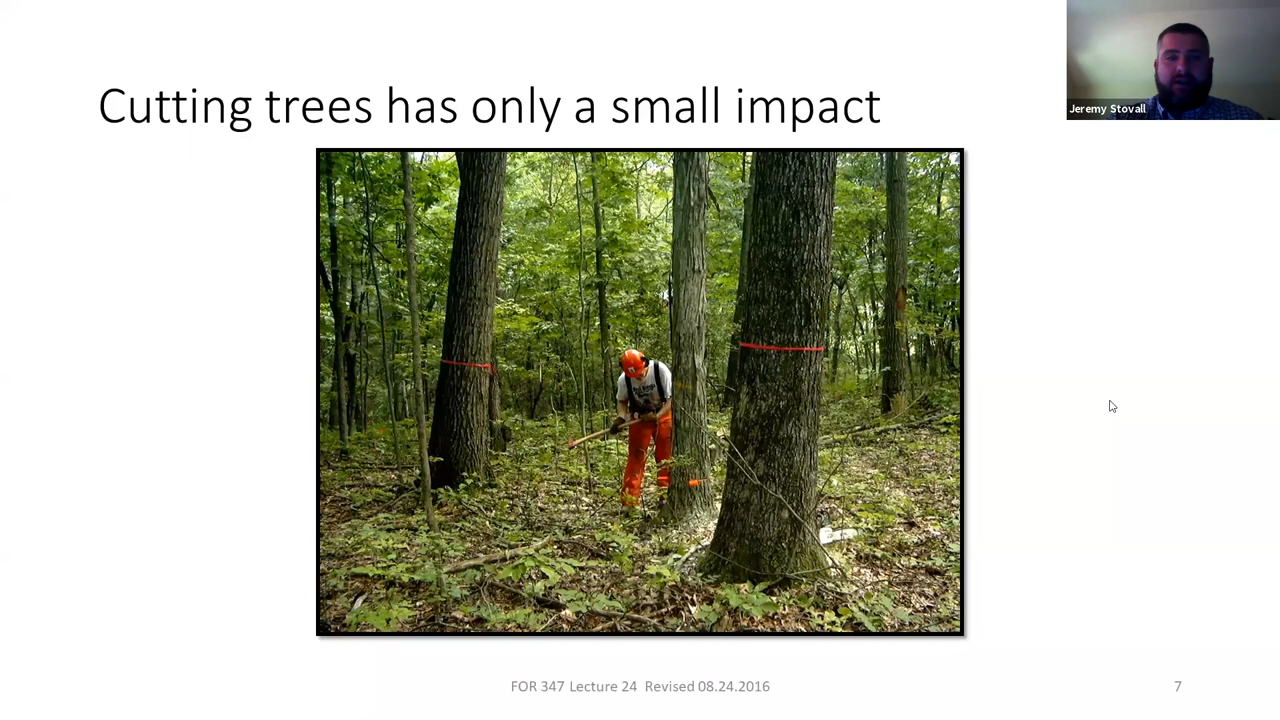 Cutting trees has only a small impact
Jeremy Stovall
FOR 347 Lecture 24 Revised 08.24.2016
7